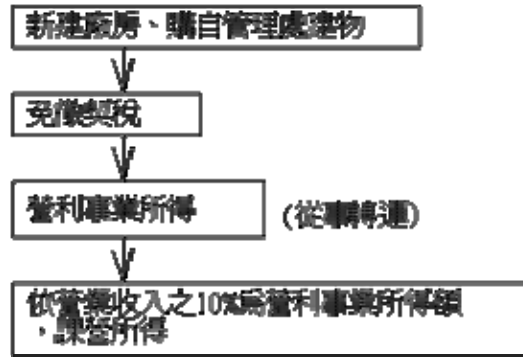 新建廠房、購自管理處建物
免徵契稅
營利事業所得
(從事轉運)
依營業收入之10%為營利事業所得額
、課營所得